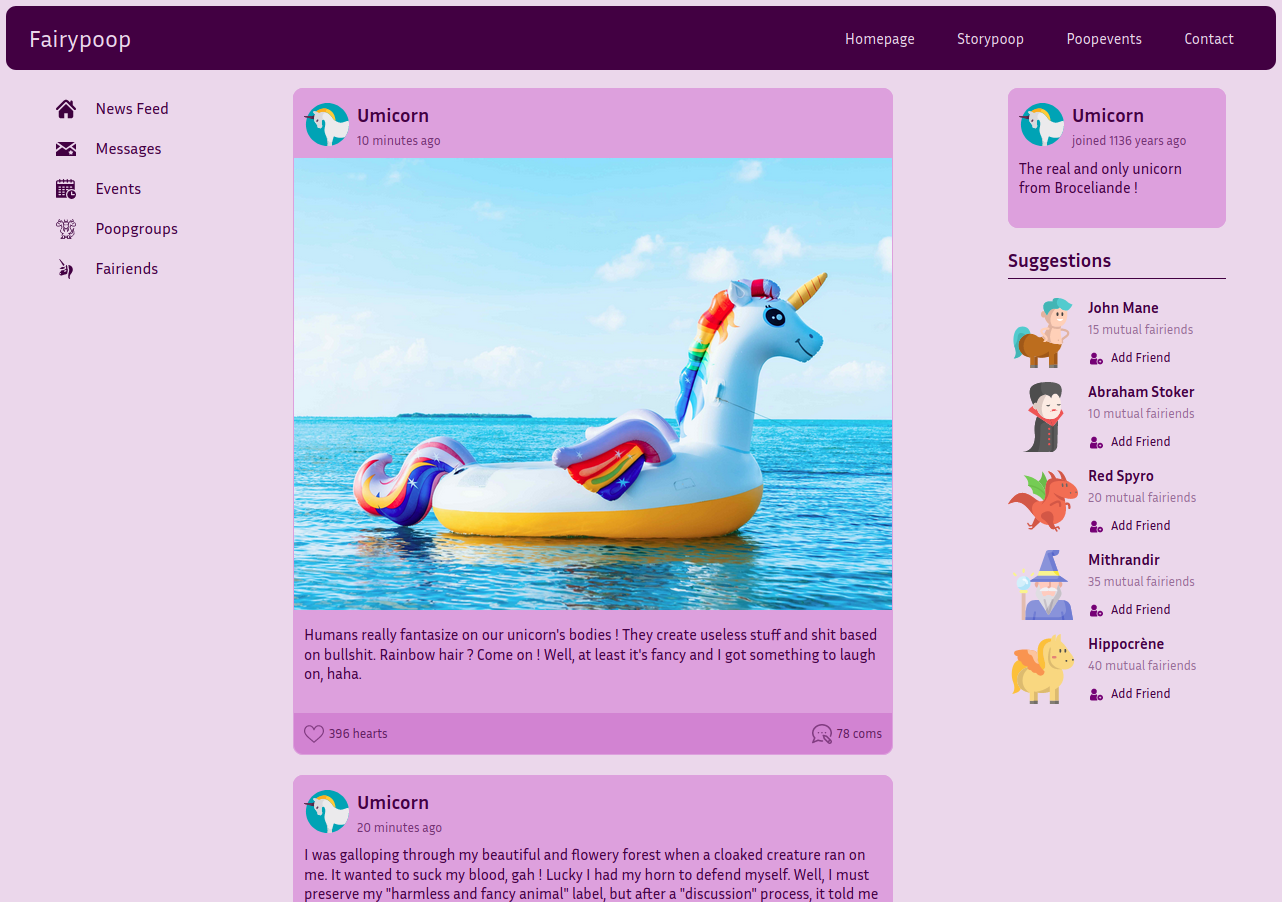 Fairypoop
Homepage
Storypoop
Poopevents
Contact
News Feed
Messages
Events
Poopgroups
Fairiends
Umicorn
10 minutes ago
Humans really fantasize on our unicorn's bodies ! They create useless stuff and shit based
on bullshit. Rainbow hair ? Come on ! Well, at least it's fancy and I got something to laugh
on, haha.
396 hearts
78 coms
Umicorn
20 minutes ago
I was galloping through my beautiful and flowery forest when a cloaked creature ran on
me. It wanted to suck my blood, gah ! Lucky I had my horn to defend myself. Well, I must
preserve my "harmless and fancy animal" label, but after a "discussion" process, it told me
Umicorn
joined 1136 years ago
The real and only unicorn
from Broceliande !
Suggestions
John Mane
15 mutual fairiends
Add Friend
Abraham Stoker
10 mutual fairiends
Add Friend
Red Spyro
20 mutual fairiends
Add Friend
Mithrandir
35 mutual fairiends
Add Friend
Hippocrène
40 mutual fairiends
Add Friend